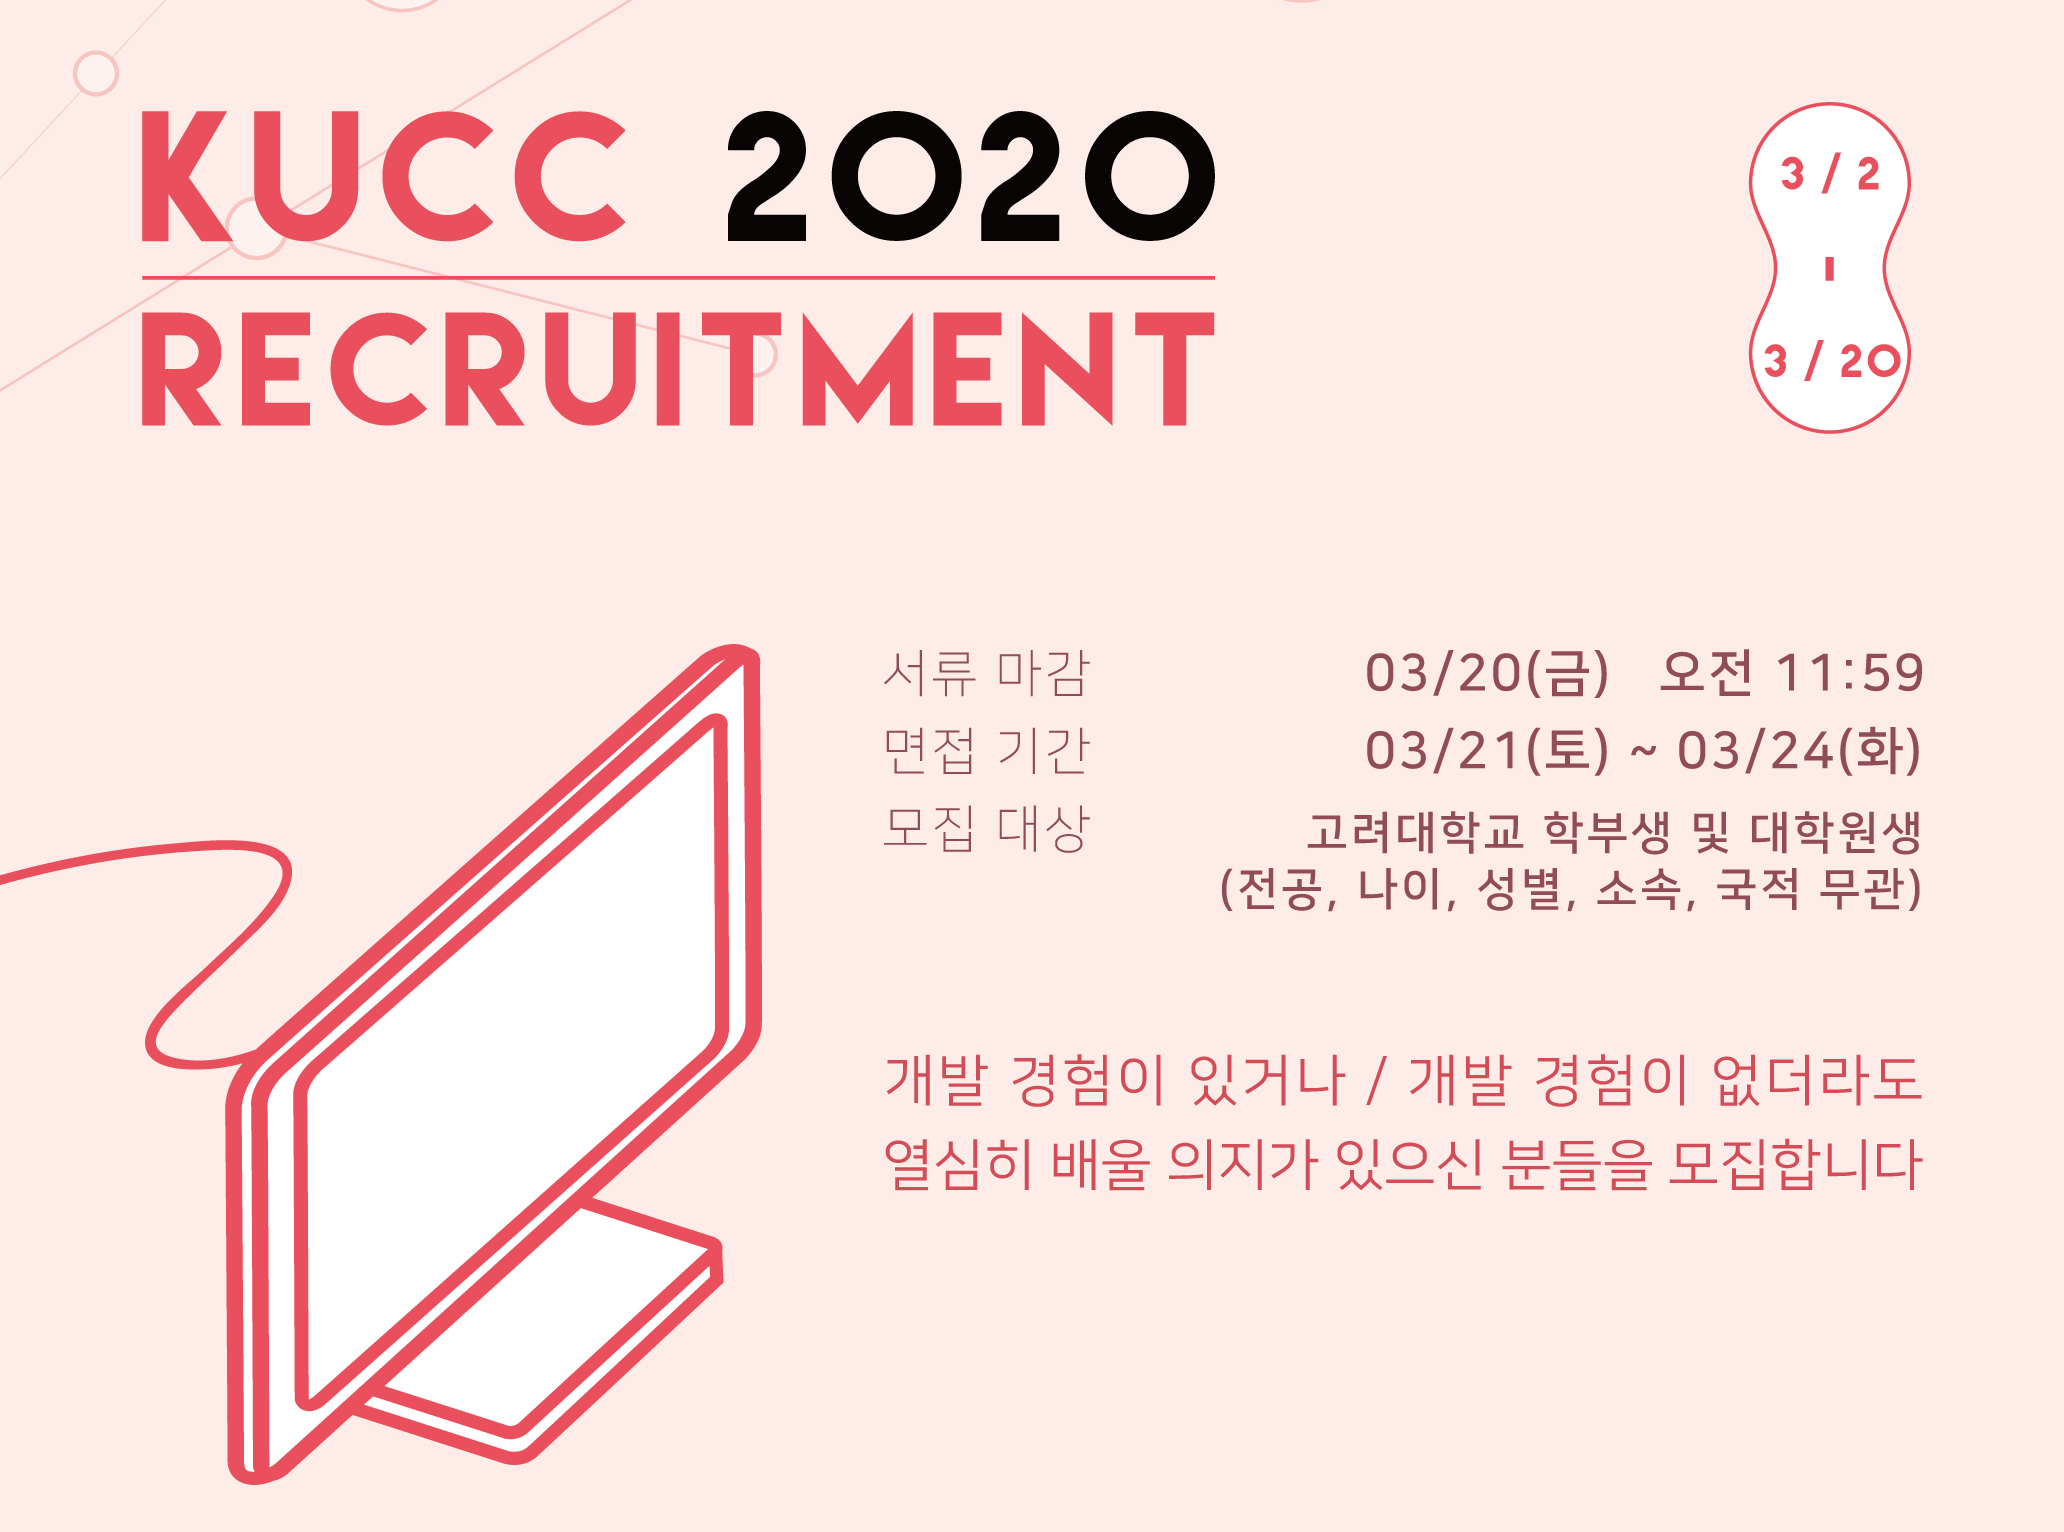 KUCC 2020
RECRUITMENT
3 / 2
-
3 / 20
서류 마감 03/20(금) 오전 11:59
면접 기간 03/21(토) ~ 03/24(화)
모집 대상 고려대학교 학부생 및 대학원생
(전공, 나이, 성별, 소속, 국적 무관)
개발 경험이 있거나 / 개발 경험이 없더라도
열심히 배울 의지가 있으신 분들을 모집합니다